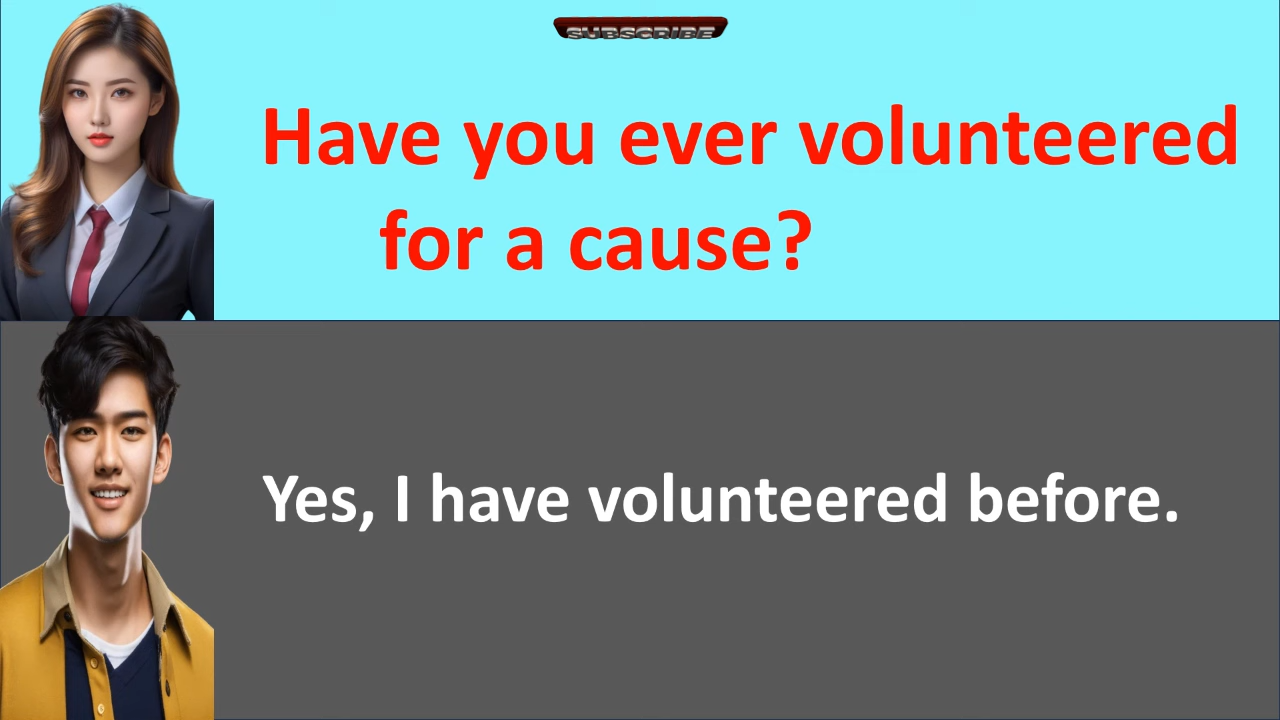 SUBSCRIBE
Have you ever volunteered
for a cause?
Yes, I have volunteered before.